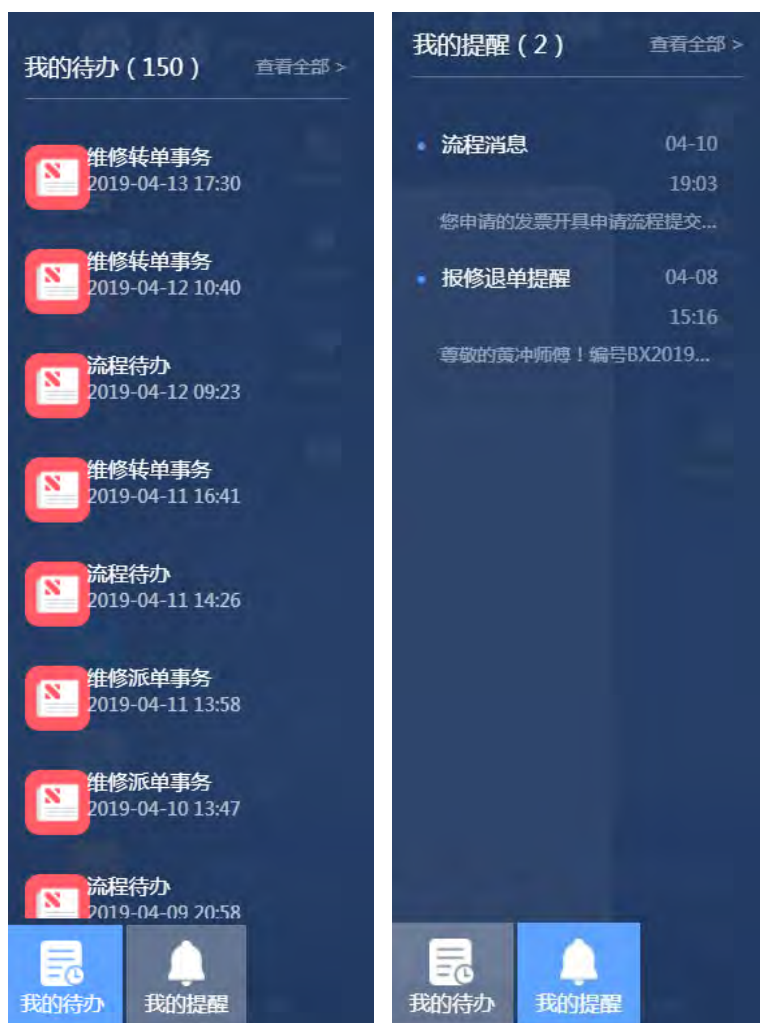 我的待办（150） 查看全部 >
维修转单事务
2019-04-13 17:30
维修转单事务
2019-04-12 10:40
流程待办
2019-04-12 09:23
维修转单事务
2019-04-11 16:41
流程待办
2019-04-11 14:26
维修派单事务
2019-04-11 13:58
维修派单事务
2019-04-10 13:47
流程待办
2019-04-09 20:58
我的待办 我的提醒
我的提醒（2） 查看全部 >
流程消息 04-10
19:03
您申请的发票开具申请流程提交...
报修退单提醒 04-08
15:16
尊敬的黄冲师傅！编号BX2019...
我的待办 我的提醒